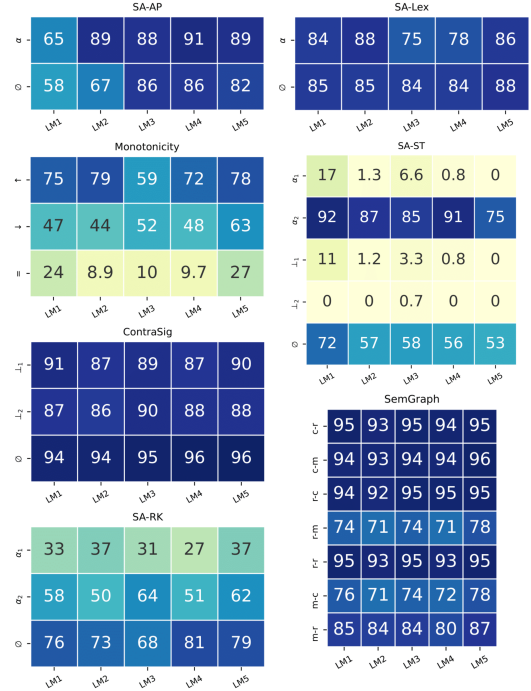 SA-AP
α 65 89 88 91 89
∅ 58 67 86 86 82
LM1 LM2 LM3 LM4 LM5
SA-Lex
α 84 88 75 78 86
∅ 85 85 84 84 88
LM1 LM2 LM3 LM4 LM5
Monotonicity
↑ 75 79 59 72 78
↓ 47 44 52 48 63
= 24 8.9 10 9.7 27
LM1 LM2 LM3 LM4 LM5
SA-ST
α₁ 17 1.3 6.6 0.8 0
α₂ 92 87 85 91 75
⊥₁ 11 1.2 3.3 0.8 0
⊥₂ 0 0 0.7 0 0
∅ 72 57 58 56 53
LM1 LM2 LM3 LM4 LM5
ContraSig
⊥₁ 91 87 89 87 90
⊥₂ 87 86 90 88 88
∅ 94 94 95 96 96
LM1 LM2 LM3 LM4 LM5
SemGraph
c-r 95 93 95 94 95
c-m 94 93 94 94 96
r-c 94 92 95 95 95
r-m 74 71 74 71 78
r-r 95 93 95 93 95
m-c 76 71 74 72 78
m-r 85 84 84 80 87
LM1 LM2 LM3 LM4 LM5
SA-RK
α₁ 33 37 31 27 37
α₂ 58 50 64 51 62
∅ 76 73 68 81 79
LM1 LM2 LM3 LM4 LM5